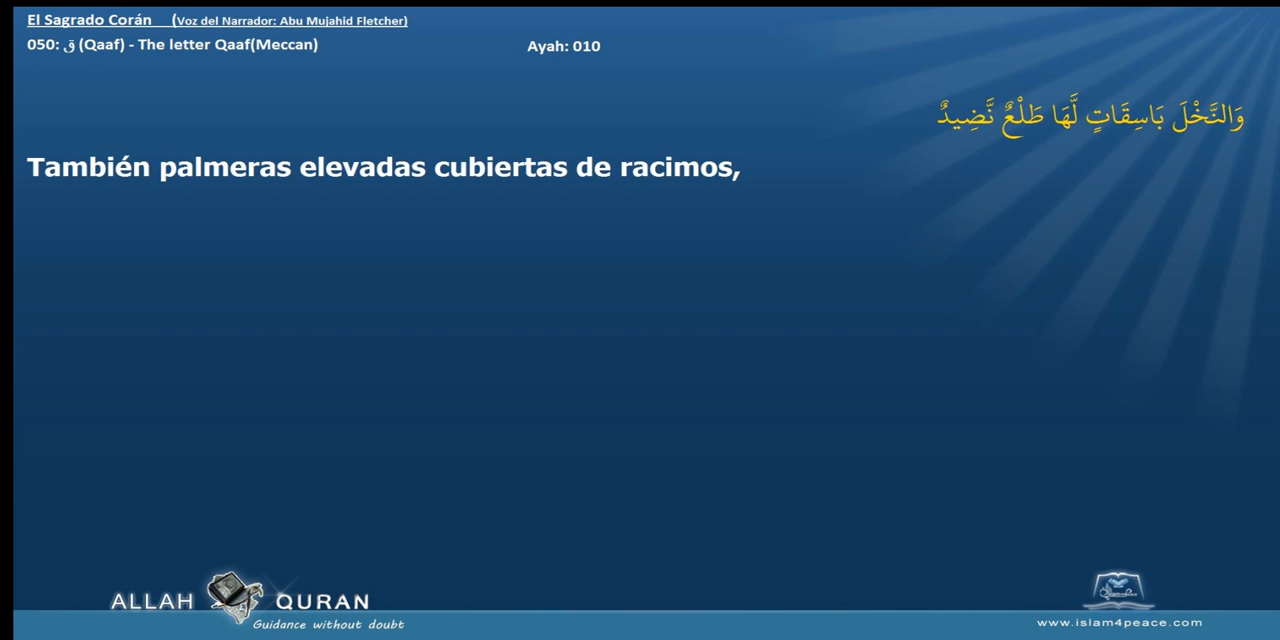 El Sagrado Corán (Voz del Narrador: Abu Mujahid Fletcher)
050: ق (Qaaf) - The letter Qaaf(Meccan) Ayah: 010
وَالنَّخْلَ بَاسِقَاتٍ لَّهَا طَلْعٌ نَّضِيدٌ
También palmeras elevadas cubiertas de racimos,
ALLAH QURAN
Guidance without doubt
www.islam4peace.com